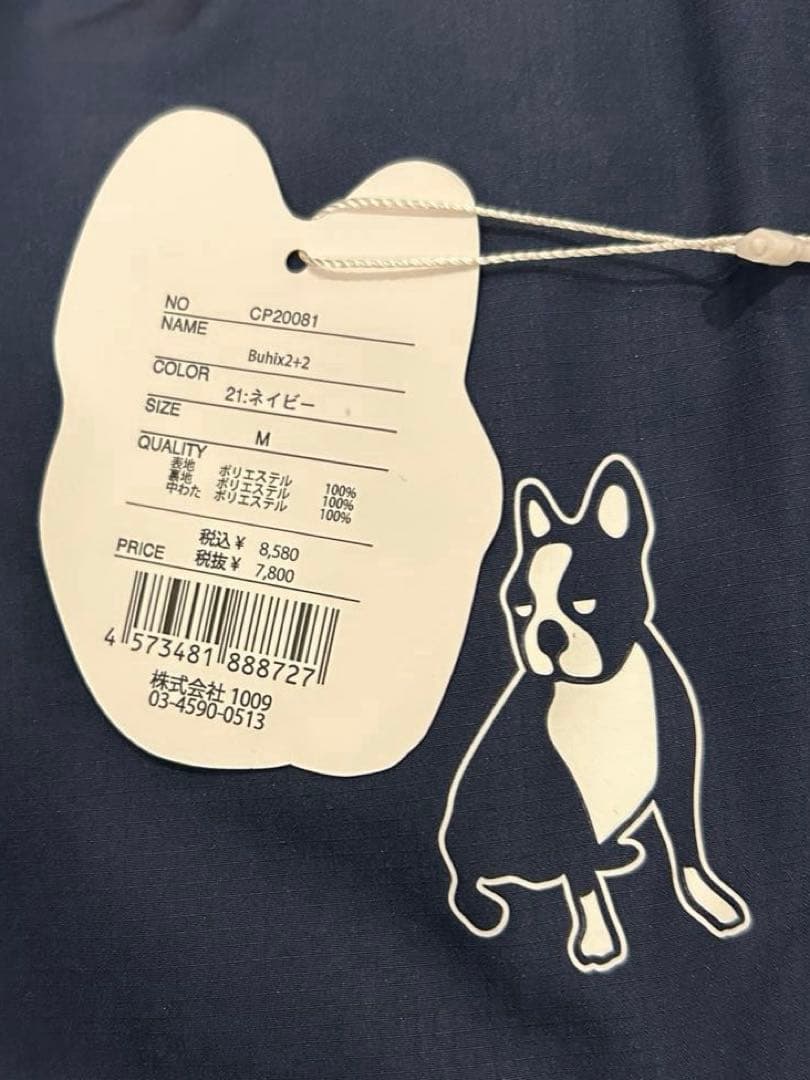 NO CP20081
NAME Buhix2+2
COLOR 21:ネイビー
SIZE M
QUALITY
表地 ポリエステル 100%
裏地 ポリエステル 100%
中わた ポリエステル 100%
PRICE 税込¥ 8,580
税抜¥ 7,800
4 573481 888727
株式会社 1009
03-4590-0513